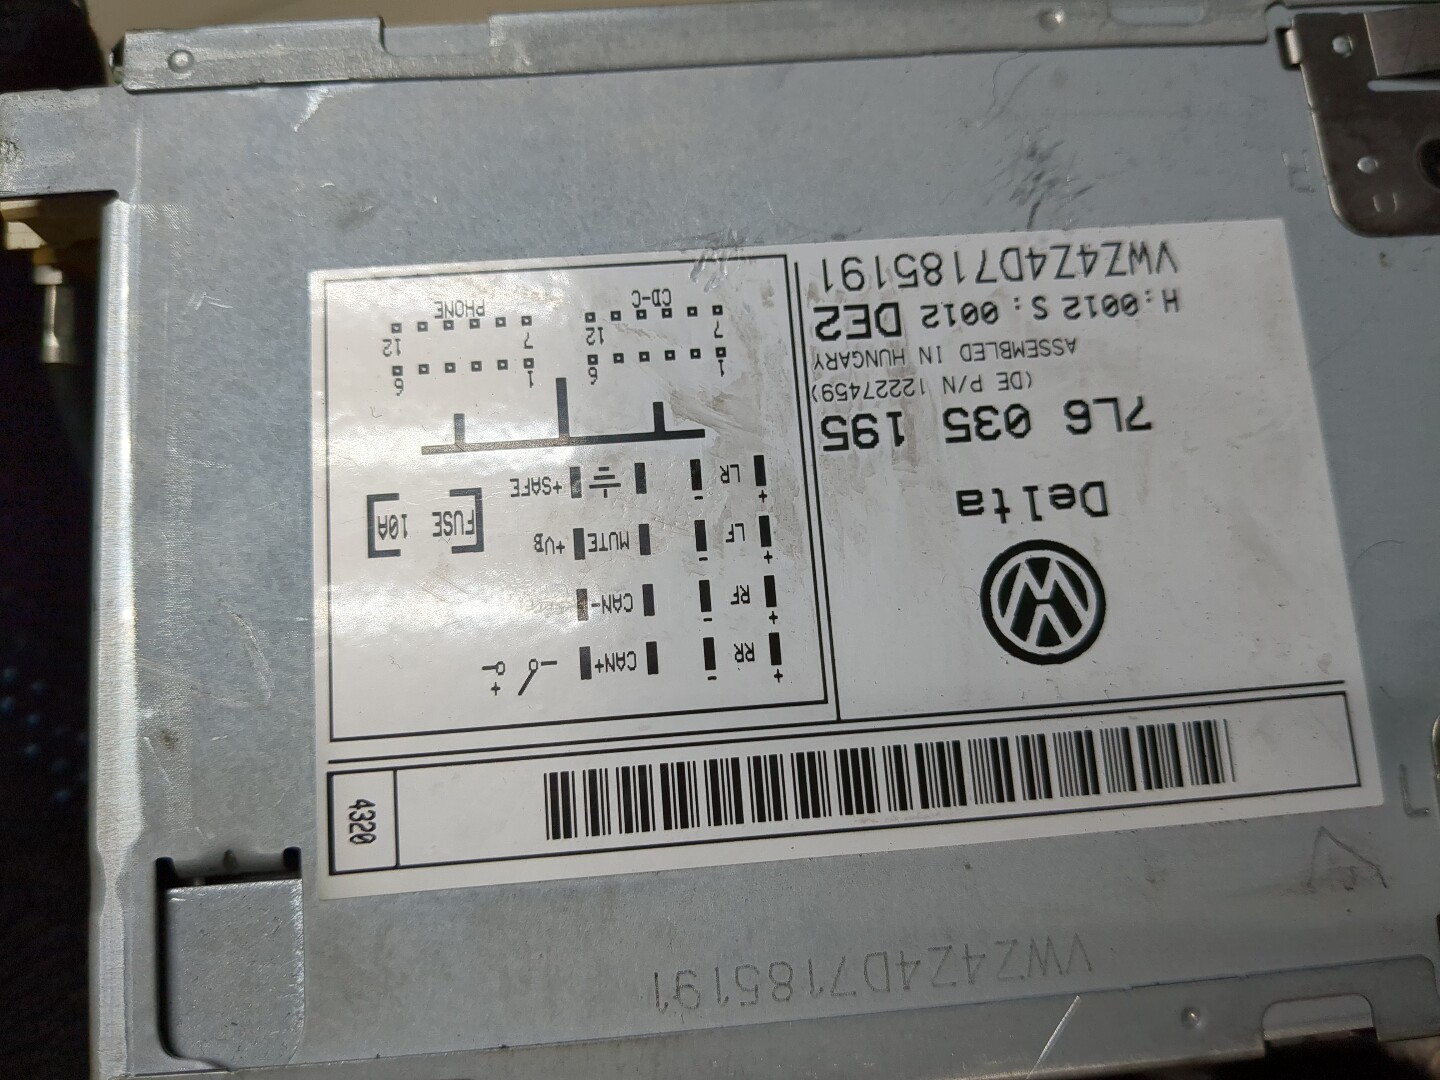 VWZ4Z4D7185191
4320
+ RR - CAN+ +
+ RF - CAN-
+ LF - MUTE +VB
+ LR - +SAFE
FUSE 10A
1 6 1 6
7 12 7 12
CD-C PHONE
Delta
7L6 035 195
(DE P/N 12227459)
ASSEMBLED IN HUNGARY
H:0012 S:0012 DE2
VWZ4Z4D7185191